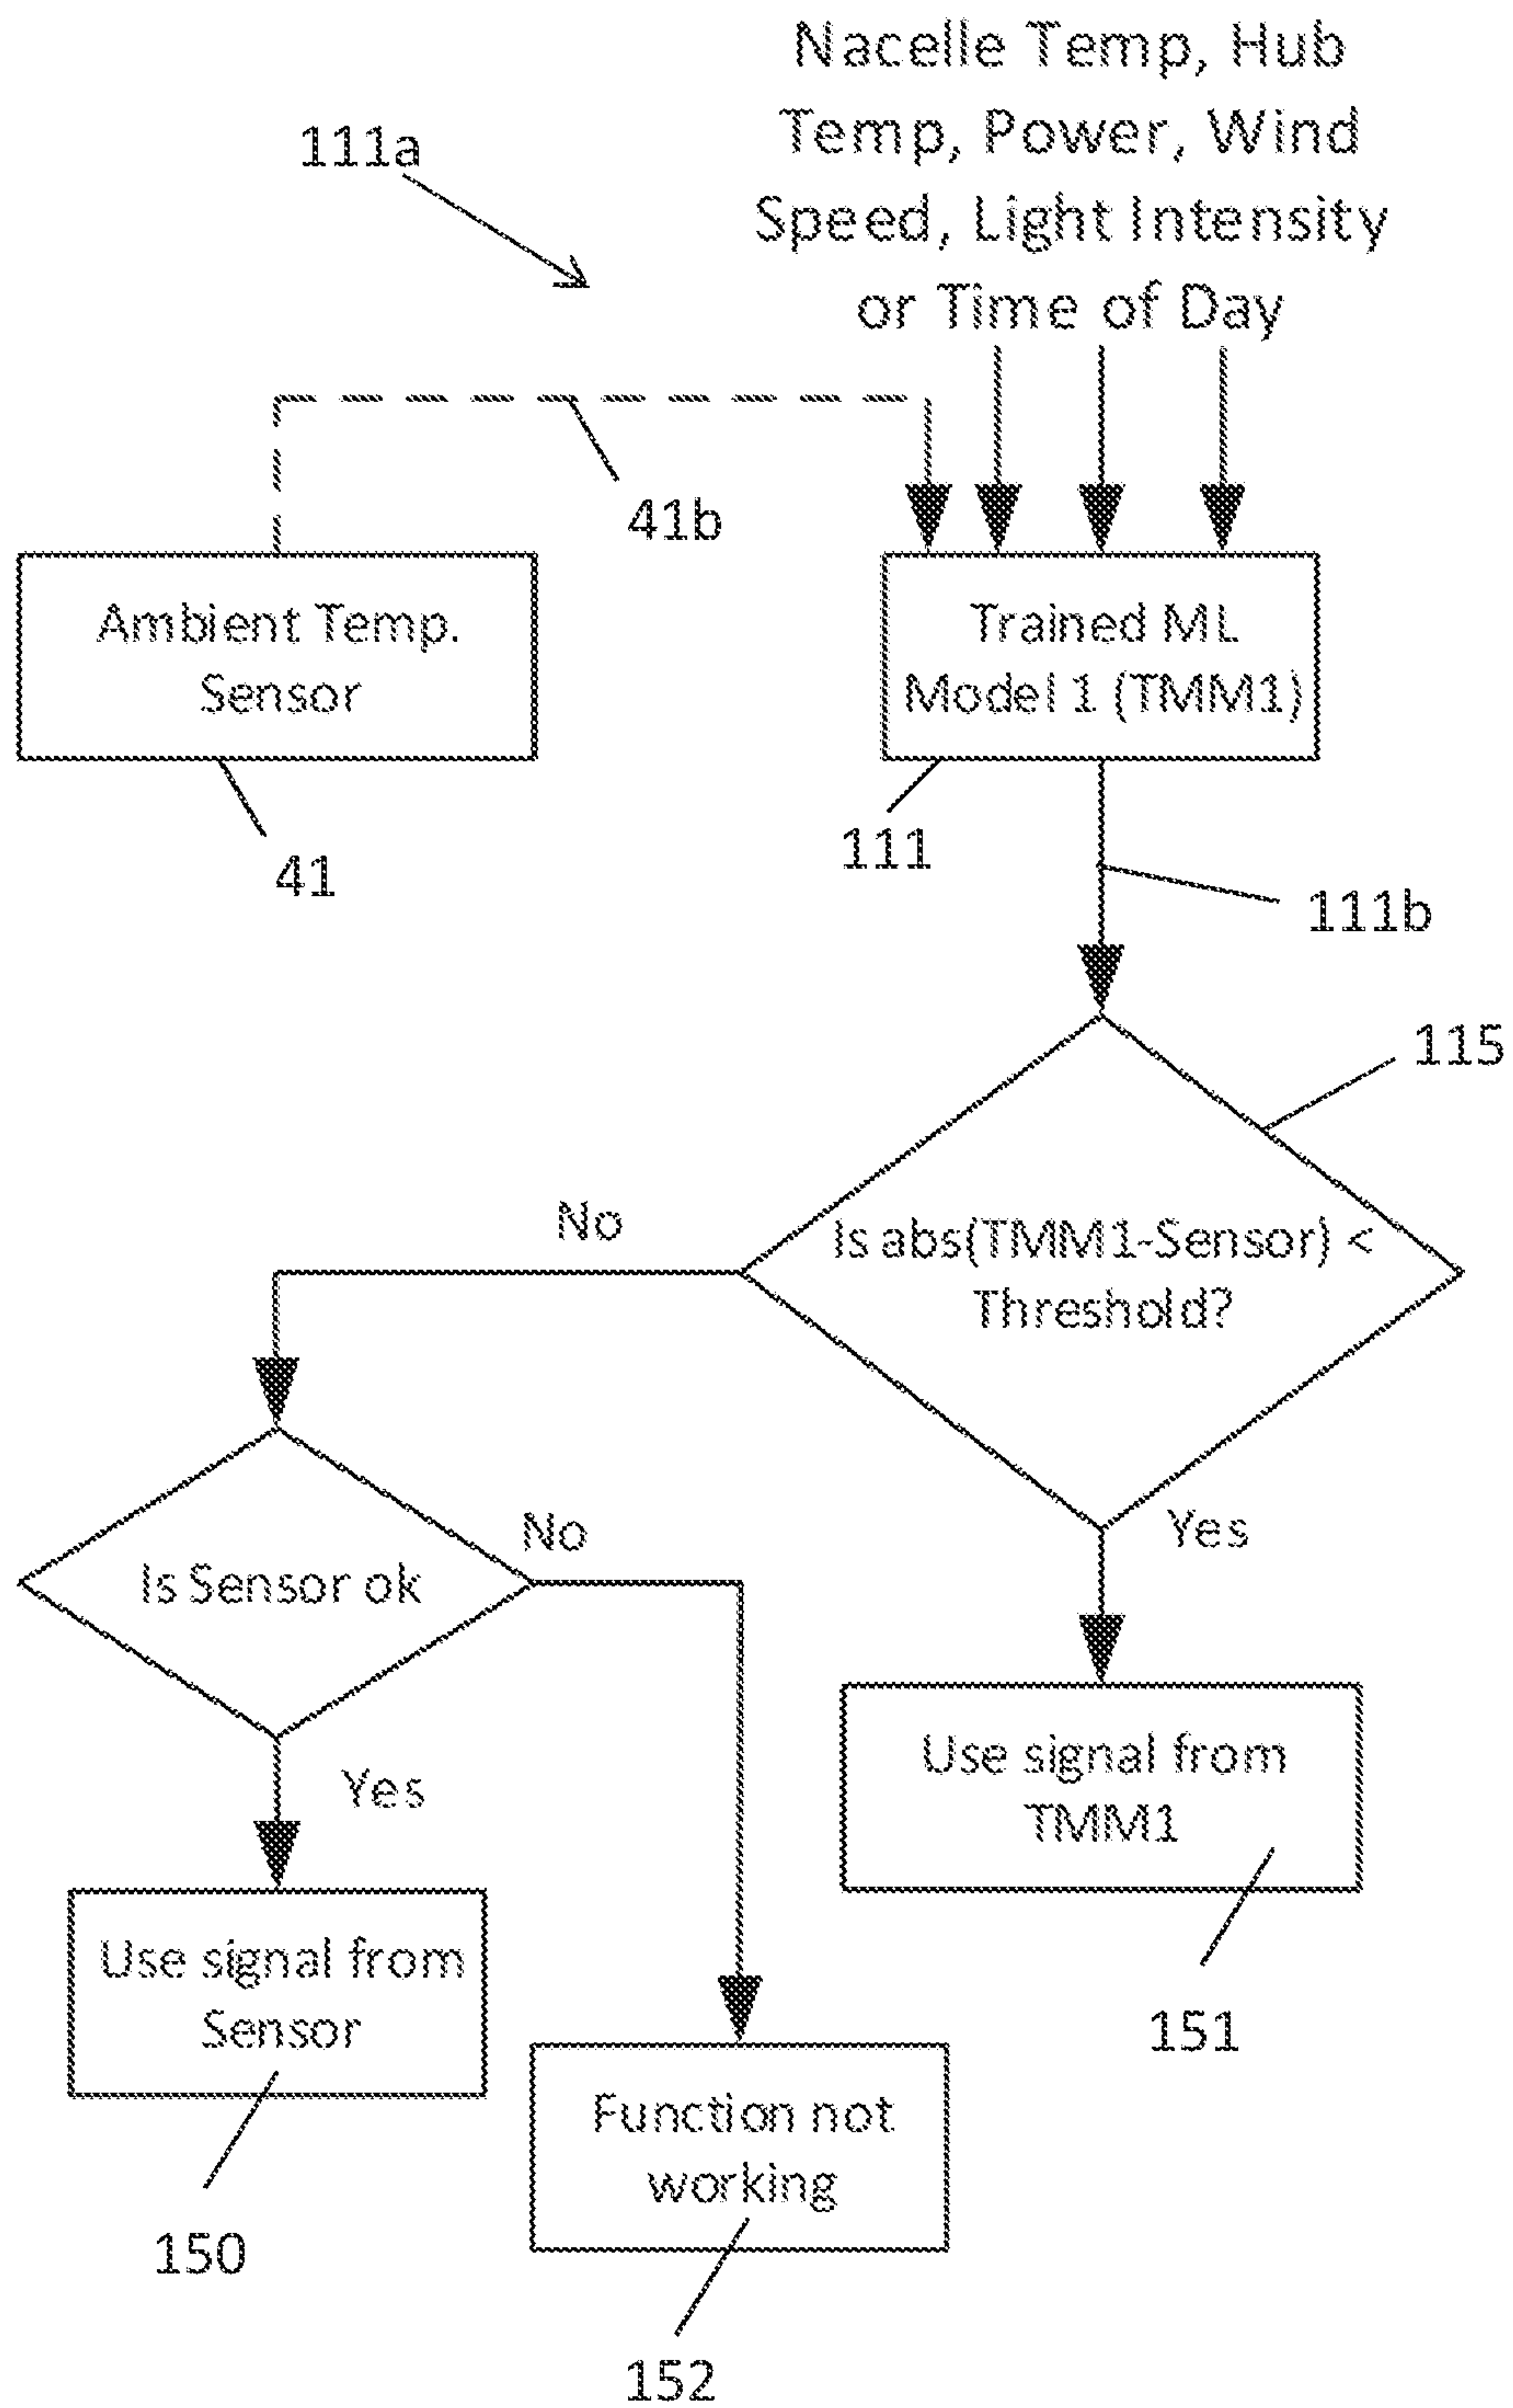 Nacelle Temp, Hub
Temp, Power, Wind
Speed, Light Intensity
or Time of Day
111a
41b
Ambient Temp.
Sensor
Trained ML
Model 1 (TMM1)
41
111
111b
115
Is abs(TMM1-Sensor) <
Threshold?
No
Yes
Is Sensor ok
No
Yes
Use signal from
TMM1
151
Use signal from
Sensor
150
Function not
working
152